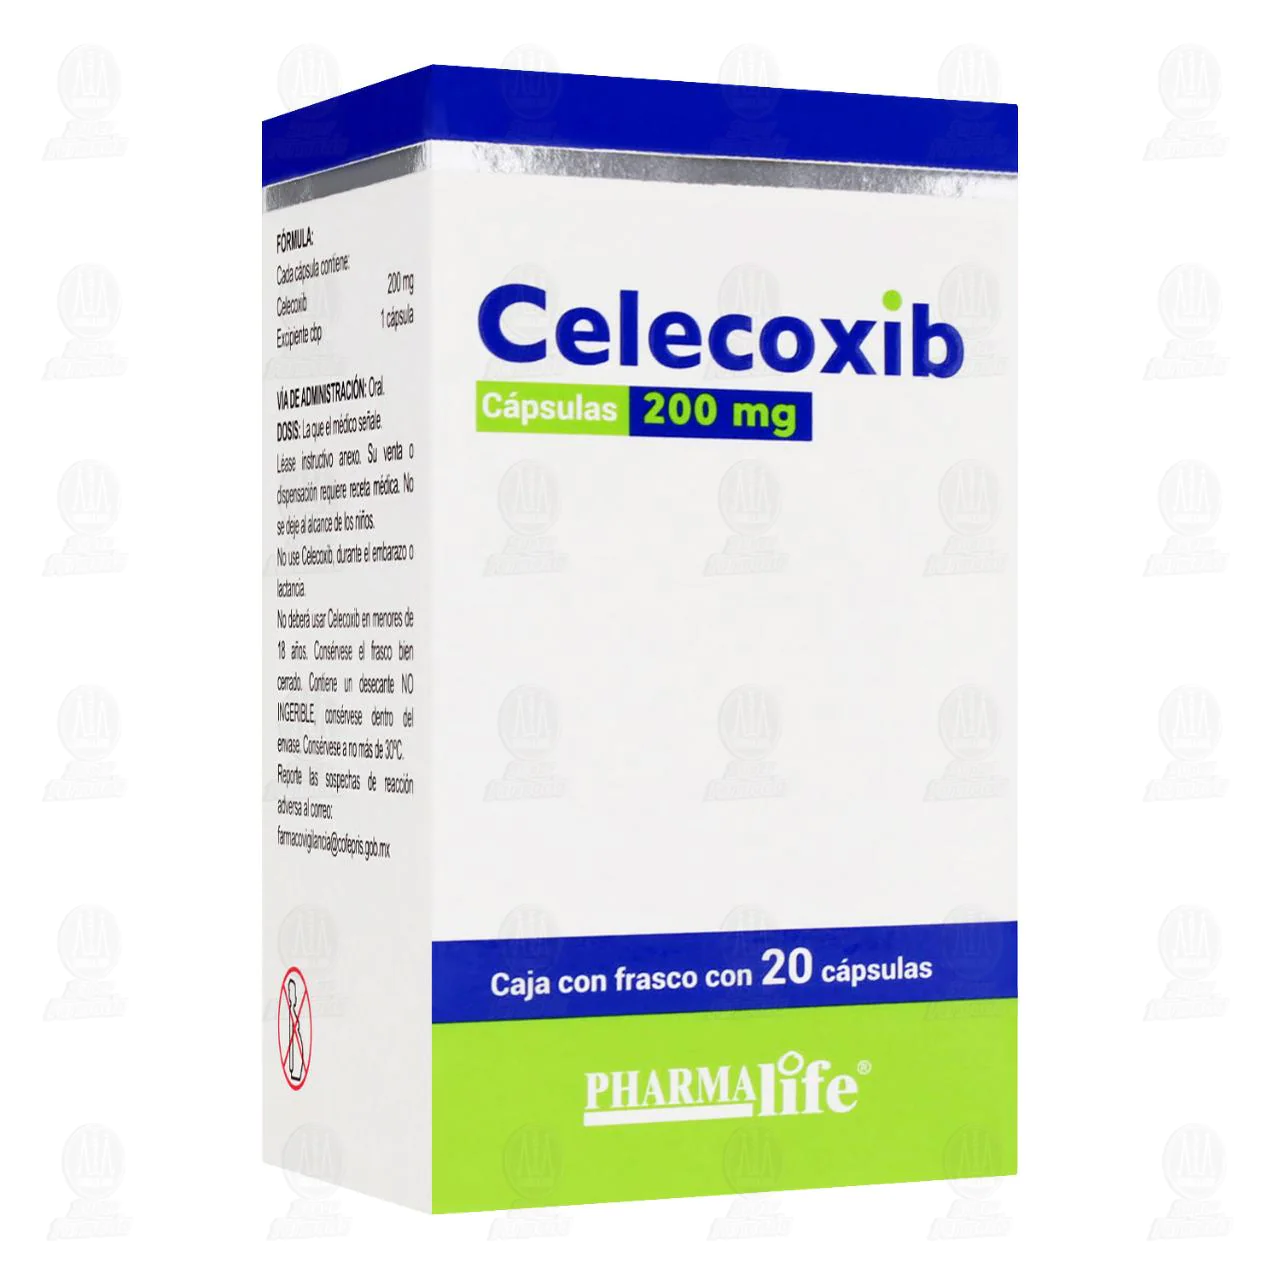 FÓRMULA:
Cada cápsula contiene:
Celecoxib 200 mg
Excipiente cbp 1 cápsula
VÍA DE ADMINISTRACIÓN: Oral.
DOSIS: La que el médico señale.
Léase instructivo anexo. Su venta o
dispensación requiere receta médica. No
se deje al alcance de los niños.
No use Celecoxib, durante el embarazo o
lactancia.
No deberá usar Celecoxib en menores de
18 años. Consérvese el frasco bien
cerrado. Contiene un desecante NO
INGERIBLE, consérvese dentro del
envase. Consérvese a no más de 30ºC.
Reporte las sospechas de reacción
adversa al correo:
farmacovigilancia@cofepris.gob.mx
Celecoxib
Cápsulas 200 mg
Caja con frasco con 20 cápsulas
PHARMAlife®